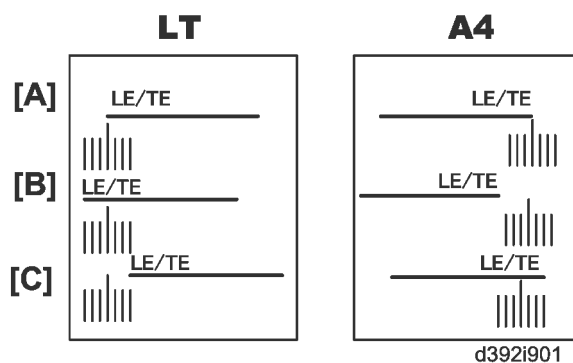 LT A4
[A] LE/TE LE/TE
[B] LE/TE LE/TE
[C] LE/TE LE/TE
d392i901